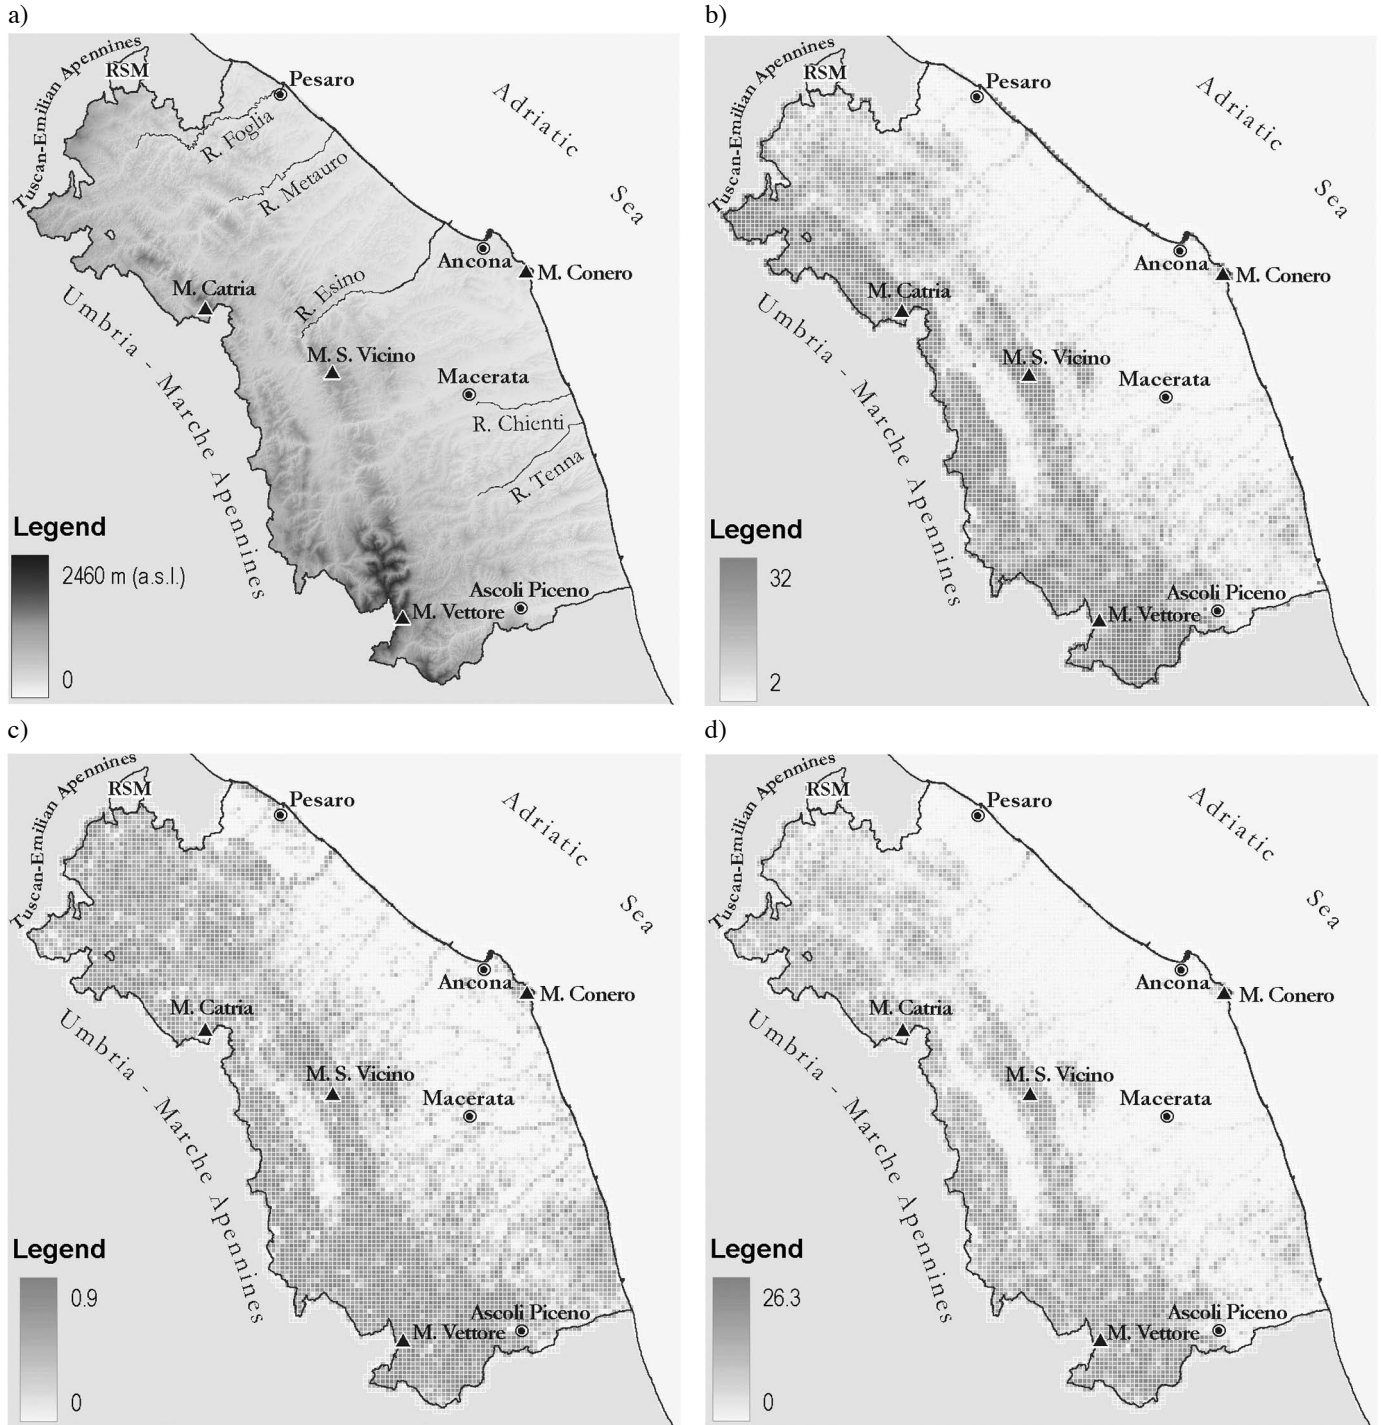 a)
Tuscan-Emilian Apennines
RSM
Pesaro
Adriatic
Sea
R. Foglia
R. Metauro
Ancona
M. Conero
M. Catria
R. Esino
Umbria - Marche Apennines
M. S. Vicino
Macerata
R. Chienti
R. Tenna
Legend
2460 m (a.s.l.)
0
Ascoli Piceno
M. Vettore
b)
Tuscan-Emilian Apennines
RSM
Pesaro
Adriatic
Sea
Ancona
M. Conero
M. Catria
Umbria - Marche Apennines
M. S. Vicino
Macerata
Legend
32
2
Ascoli Piceno
M. Vettore
c)
Tuscan-Emilian Apennines
RSM
Pesaro
Adriatic
Sea
Ancona
M. Conero
M. Catria
Umbria - Marche Apennines
M. S. Vicino
Macerata
Legend
0.9
0
Ascoli Piceno
M. Vettore
d)
Tuscan-Emilian Apennines
RSM
Pesaro
Adriatic
Sea
Ancona
M. Conero
M. Catria
Umbria - Marche Apennines
M. S. Vicino
Macerata
Legend
26.3
0
Ascoli Piceno
M. Vettore